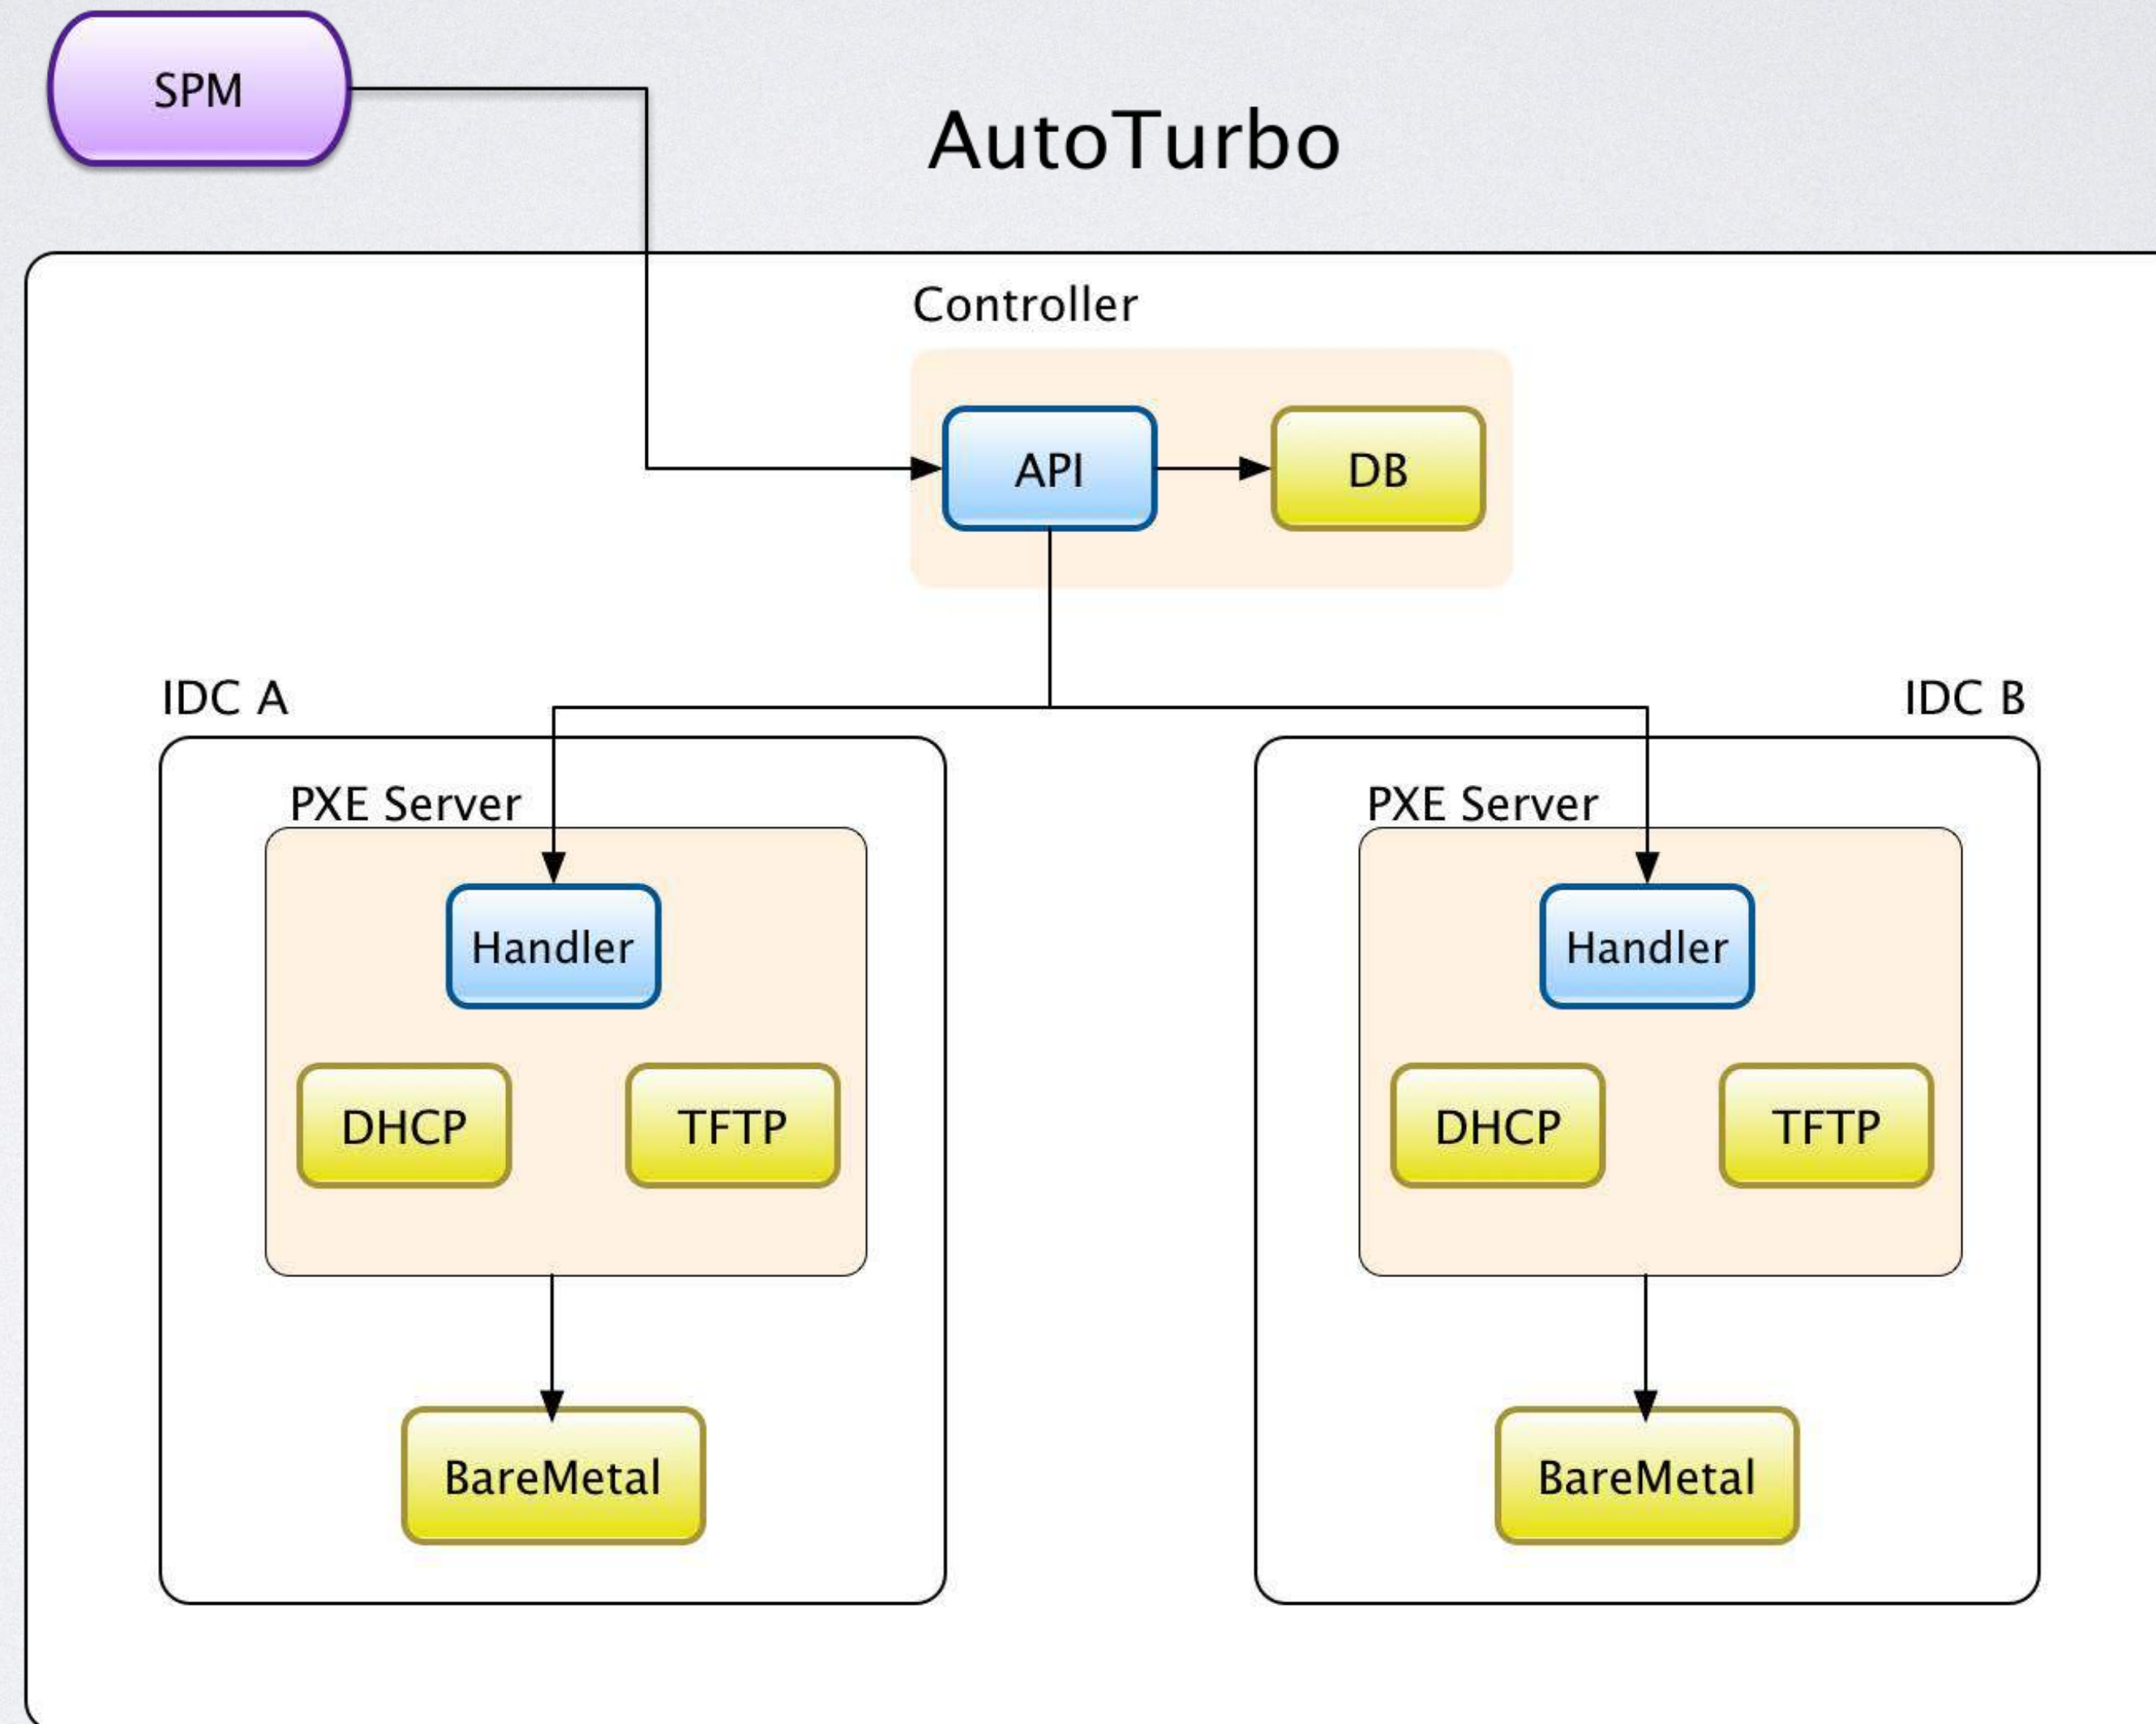 SPM
AutoTurbo
Controller
API
DB
IDC A
IDC B
PXE Server
PXE Server
Handler
Handler
DHCP
TFTP
DHCP
TFTP
BareMetal
BareMetal